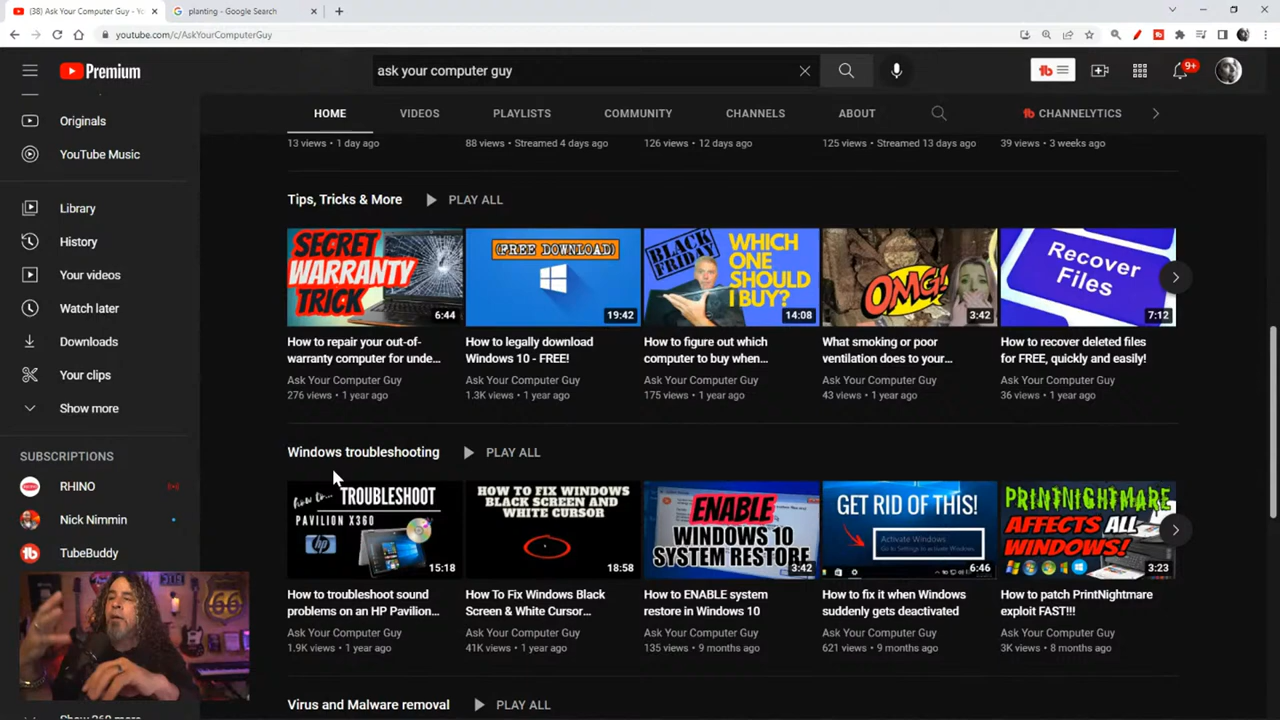 (38) Ask Your Computer Guy - Yo
planting - Google Search
youtube.com/c/AskYourComputerGuy
Premium
ask your computer guy
9+
HOME
VIDEOS
PLAYLISTS
COMMUNITY
CHANNELS
ABOUT
CHANNELYTICS
Originals
YouTube Music
Library
History
Your videos
Watch later
Downloads
Your clips
Show more
SUBSCRIPTIONS
RHINO
Nick Nimmin
TubeBuddy
13 views • 1 day ago
88 views • Streamed 4 days ago
126 views • 12 days ago
125 views • Streamed 13 days ago
39 views • 3 weeks ago
Tips, Tricks & More
PLAY ALL
SECRET
WARRANTY
TRICK
6:44
(FREE DOWNLOAD)
19:42
BLACK
FRIDAY
WHICH
ONE
SHOULD
I BUY?
14:08
OMG!
3:42
Recover
Files
7:12
How to repair your out-of-
warranty computer for unde...
Ask Your Computer Guy
276 views • 1 year ago
How to legally download
Windows 10 - FREE!
Ask Your Computer Guy
1.3K views • 1 year ago
How to figure out which
computer to buy when...
Ask Your Computer Guy
175 views • 1 year ago
What smoking or poor
ventilation does to your...
Ask Your Computer Guy
43 views • 1 year ago
How to recover deleted files
for FREE, quickly and easily!
Ask Your Computer Guy
36 views • 1 year ago
Windows troubleshooting
PLAY ALL
how to...
TROUBLESHOOT
PAVILION X360
hp
15:18
HOW TO FIX WINDOWS
BLACK SCREEN AND
WHITE CURSOR
18:58
ENABLE
WINDOWS 10
SYSTEM RESTORE
3:42
GET RID OF THIS!
Activate Windows
Go to Settings to activate Windows.
6:46
PRINTNIGHTMARE
AFFECTS ALL
WINDOWS!
3:23
How to troubleshoot sound
problems on an HP Pavilion...
Ask Your Computer Guy
1.9K views • 1 year ago
How To Fix Windows Black
Screen & White Cursor...
Ask Your Computer Guy
41K views • 1 year ago
How to ENABLE system
restore in Windows 10
Ask Your Computer Guy
135 views • 9 months ago
How to fix it when Windows
suddenly gets deactivated
Ask Your Computer Guy
621 views • 9 months ago
How to patch PrintNightmare
exploit FAST!!!
Ask Your Computer Guy
3K views • 8 months ago
66
Virus and Malware removal
PLAY ALL